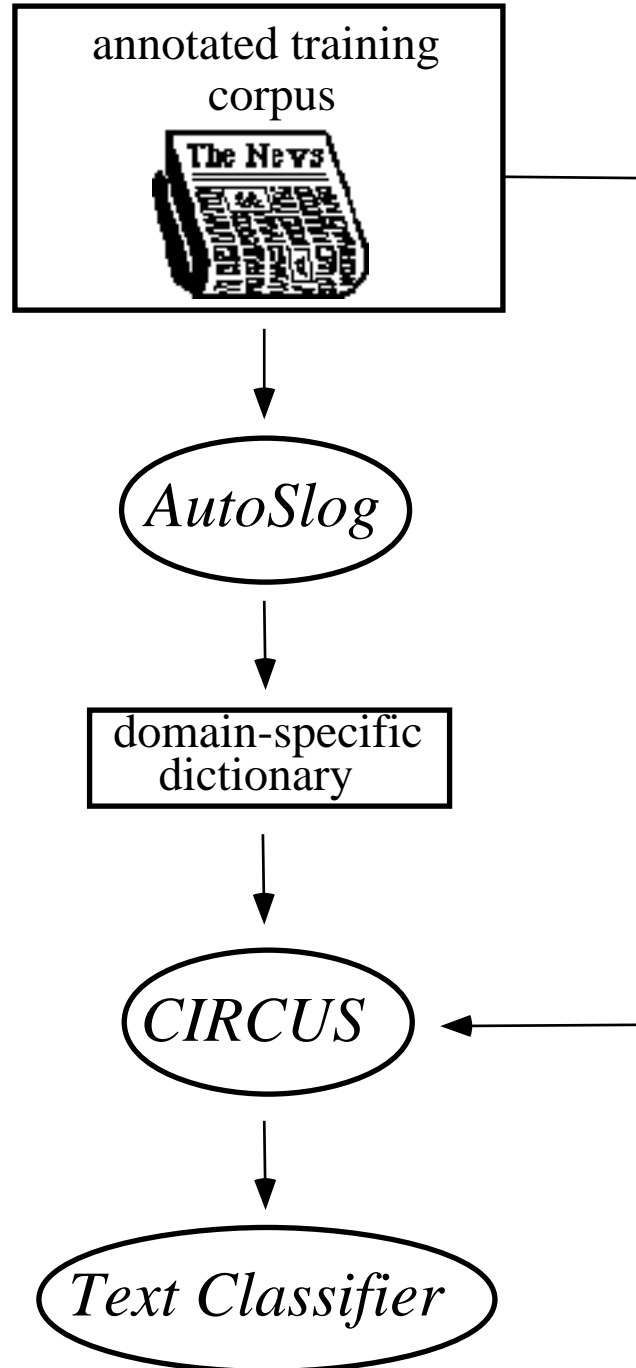 annotated training
corpus
The News
AutoSlog
domain-specific
dictionary
CIRCUS
Text Classifier